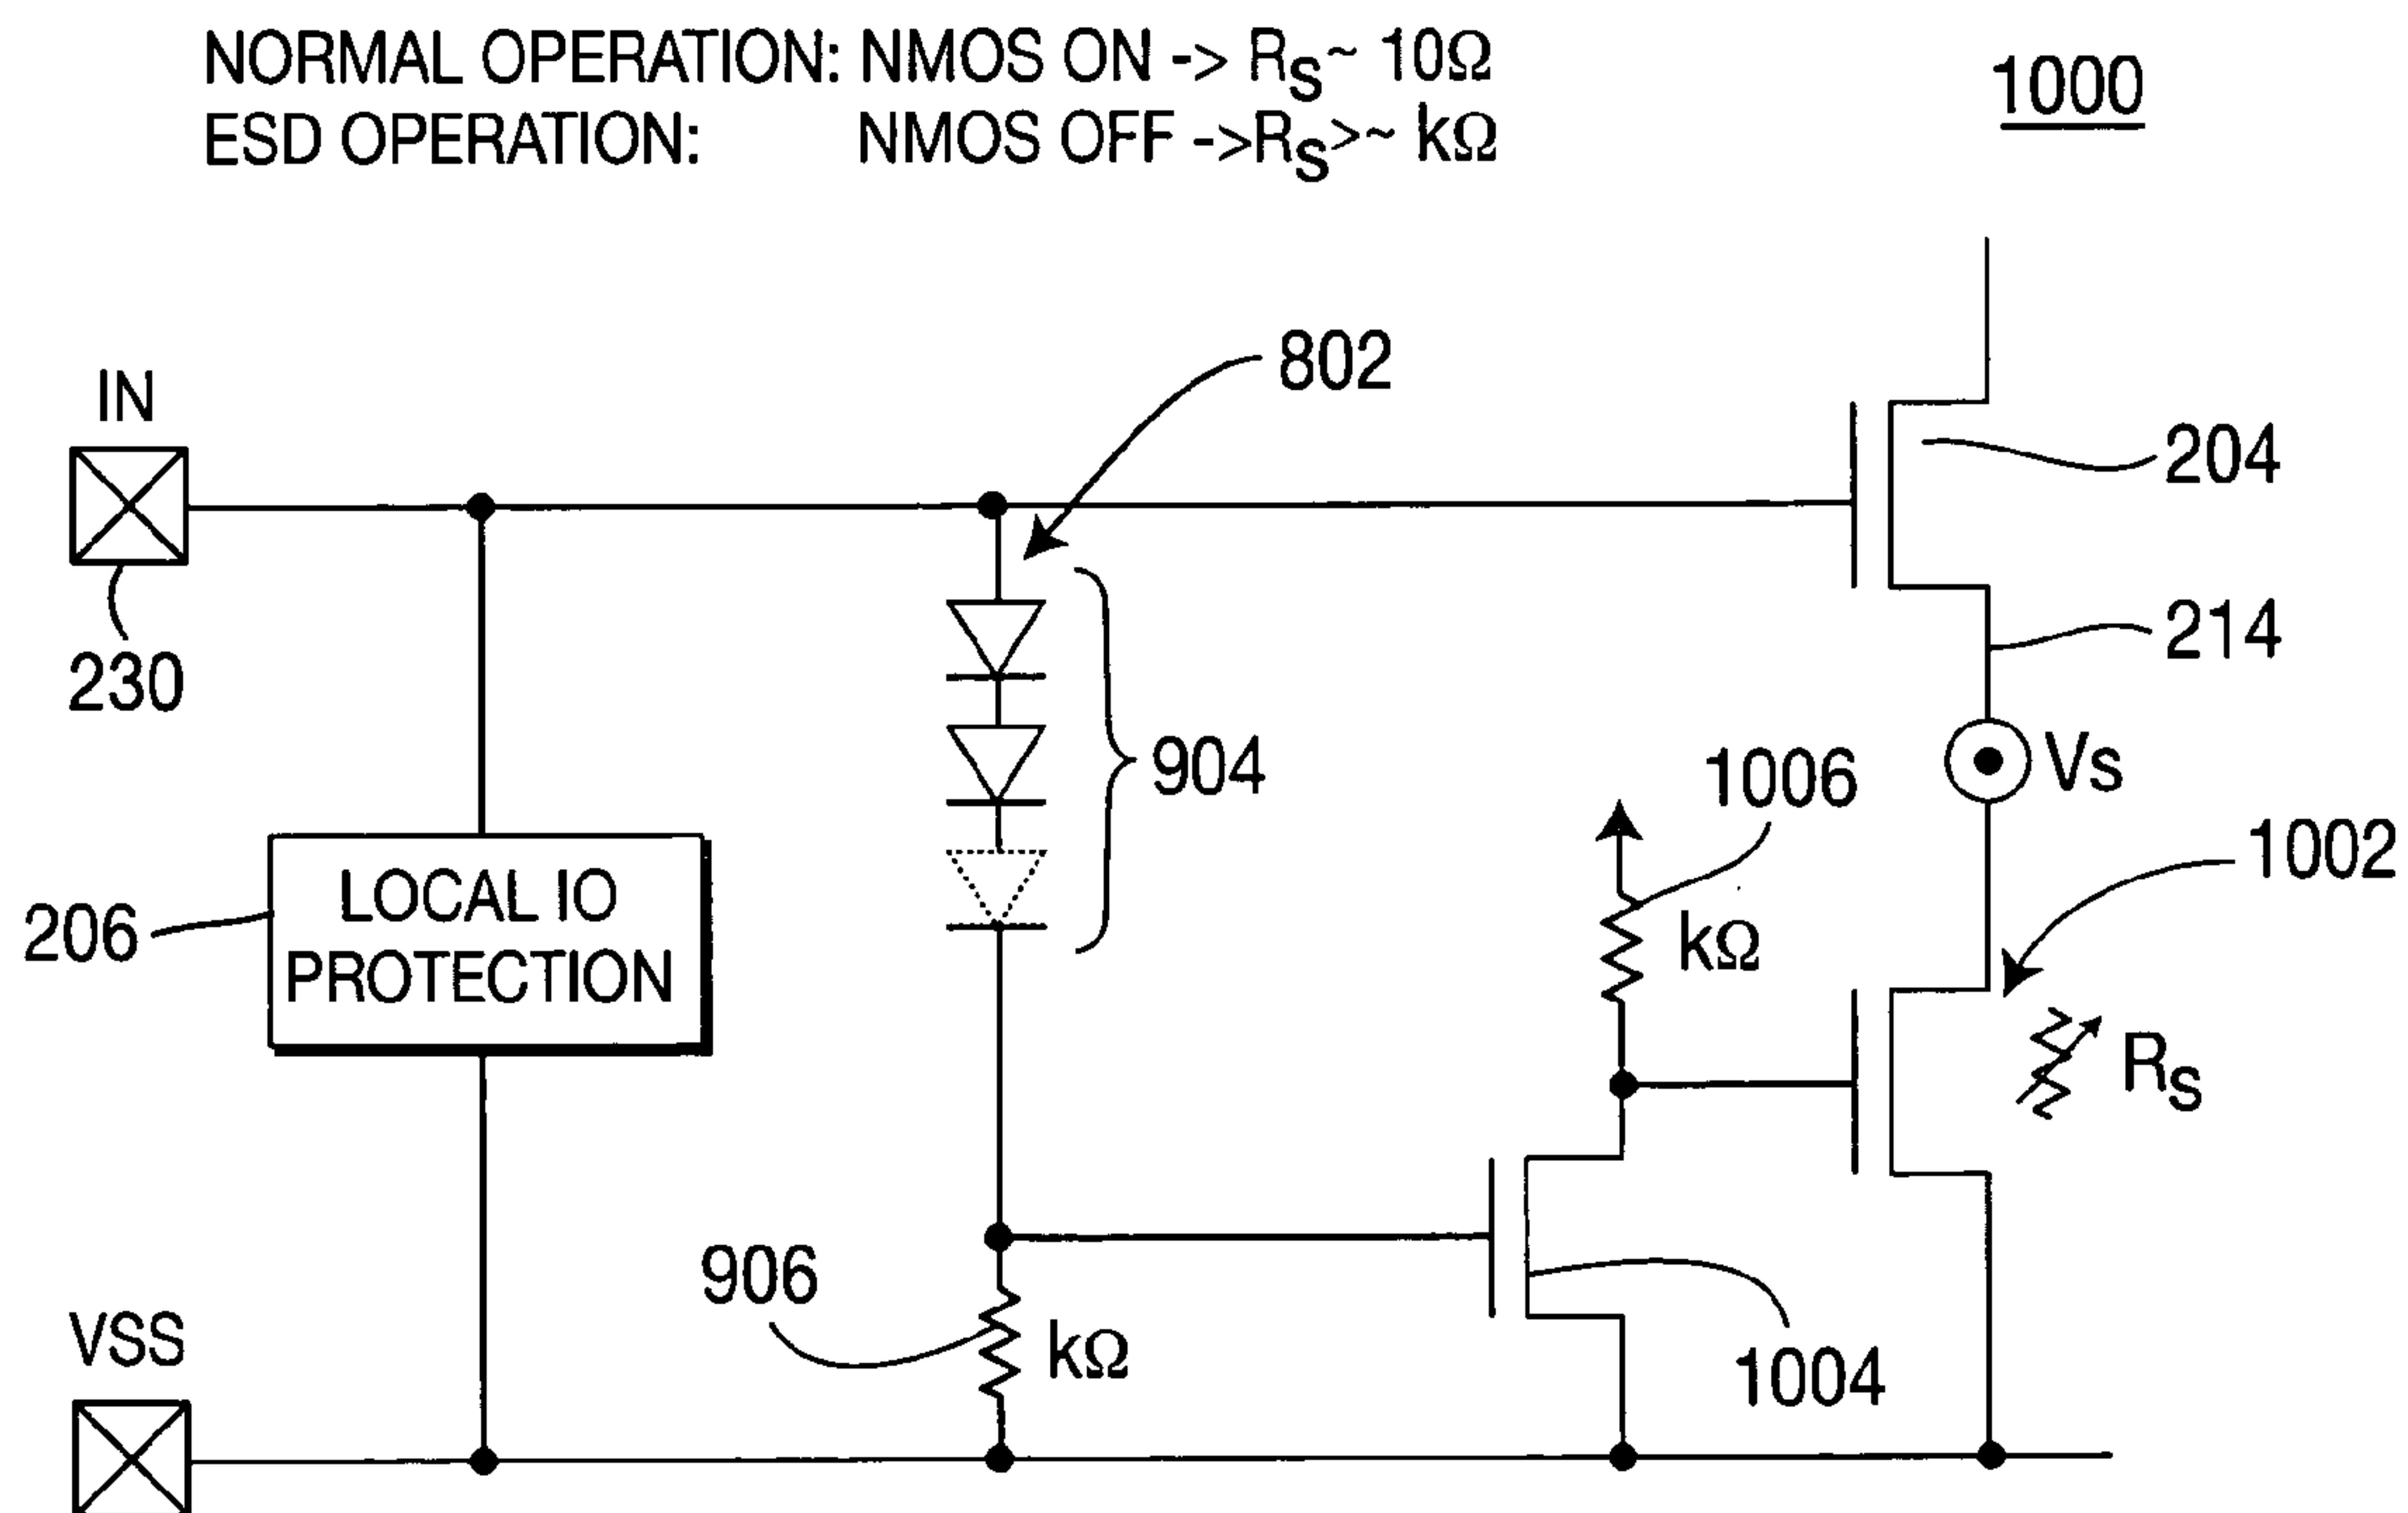 NORMAL OPERATION: NMOS ON -> RS~ 10Ω
ESD OPERATION: NMOS OFF ->RS>~ kΩ
1000
802
IN
204
230
214
904
1006
Vs
1002
206
LOCAL IO
PROTECTION
kΩ
RS
906
kΩ
1004
VSS